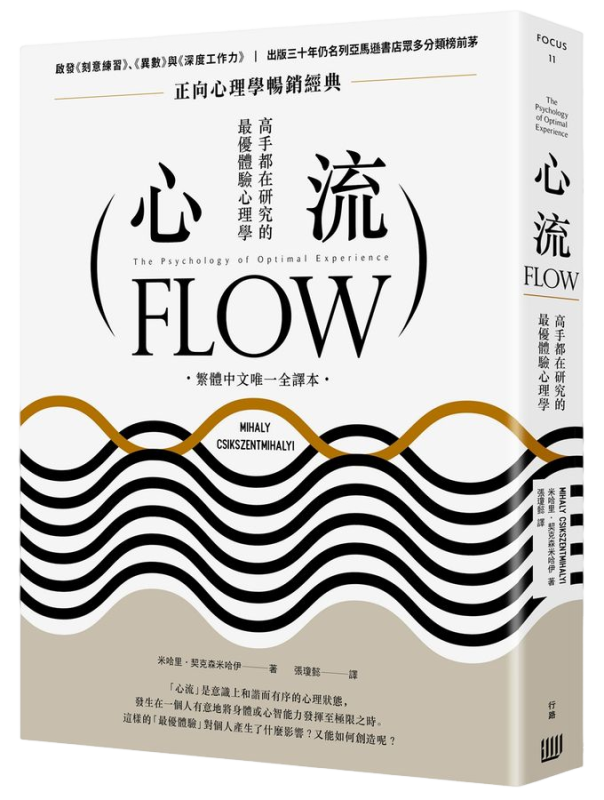 啟發《刻意練習》、《異數》與《深度工作力》 | 出版三十年仍名列亞馬遜書店眾多分類榜前茅
正向心理學暢銷經典
心流
高手都在研究的
最優體驗心理學
The Psychology of Optimal Experience
(FLOW)
・繁體中文唯一全譯本・
MIHALY
CSIKSZENTMIHALYI
米哈里・契克森米哈伊——著 張瓊懿——譯
「心流」是意識上和諧而有序的心理狀態，
發生在一個人有意地將身體或心智能力發揮至極限之時。
這樣的「最優體驗」對個人產生了什麼影響？又能如何創造呢？
FOCUS
11
The
Psychology
of Optimal
Experience
心流
FLOW
高手都在研究的
最優體驗心理學
MIHALY CSIKSZENTMIHALYI
米哈里・契克森米哈伊 著
張瓊懿 譯
行路